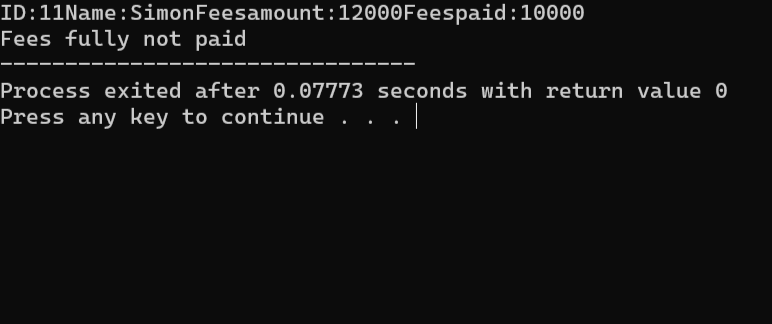 ID:11Name:SimonFeesamount:12000Feespaid:10000
Fees fully not paid
--------------------------------
Process exited after 0.07773 seconds with return value 0
Press any key to continue . . .